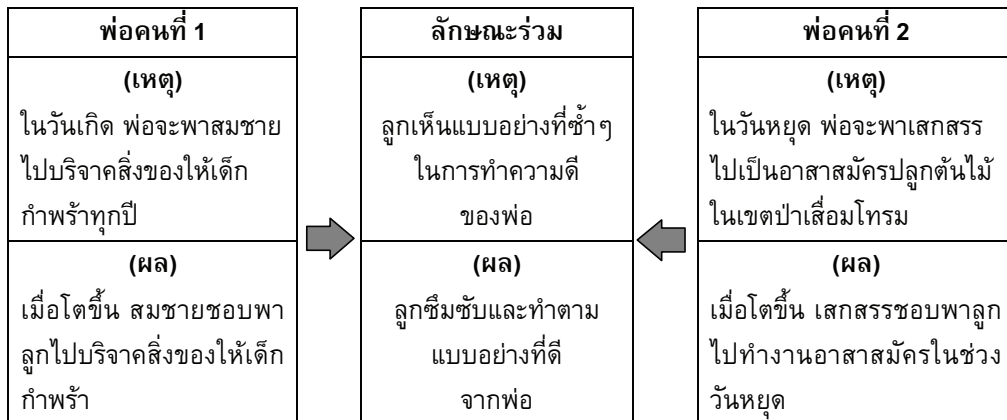 พ่อคนที่ 1
(เหตุ)
ในวันเกิด พ่อจะพาสมชาย
ไปบริจาคสิ่งของให้เด็ก
กำพร้าทุกปี
(ผล)
เมื่อโตขึ้น สมชายชอบพา
ลูกไปบริจาคสิ่งของให้เด็ก
กำพร้า
ลักษณะร่วม
(เหตุ)
ลูกเห็นแบบอย่างที่ซ้ำๆ
ในการทำความดี
ของพ่อ
(ผล)
ลูกซึมซับและทำตาม
แบบอย่างที่ดี
จากพ่อ
พ่อคนที่ 2
(เหตุ)
ในวันหยุด พ่อจะพาเสกสรร
ไปเป็นอาสาสมัครปลูกต้นไม้
ในเขตป่าเสื่อมโทรม
(ผล)
เมื่อโตขึ้น เสกสรรชอบพาลูก
ไปทำงานอาสาสมัครในช่วง
วันหยุด